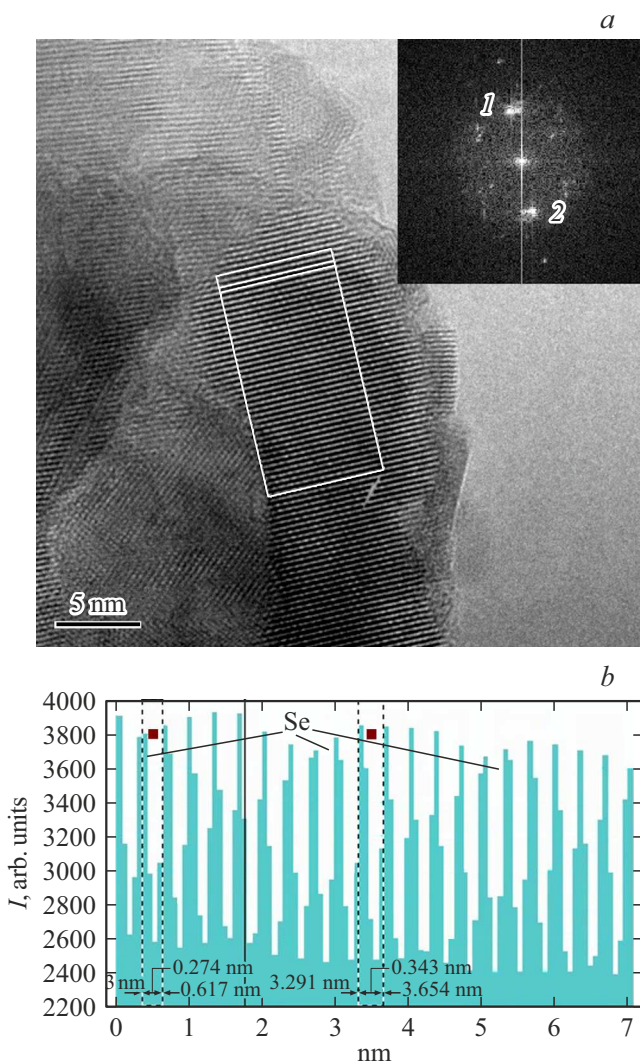 a
1
2
5 nm
b
4000
3800
3600
3400
3200
3000
2800
2600
2400
2200
I, arb. units
Se
0.274 nm
0.343 nm
3 nm
0.617 nm
3.291 nm
3.654 nm
0 1 2 3 4 5 6 7
nm